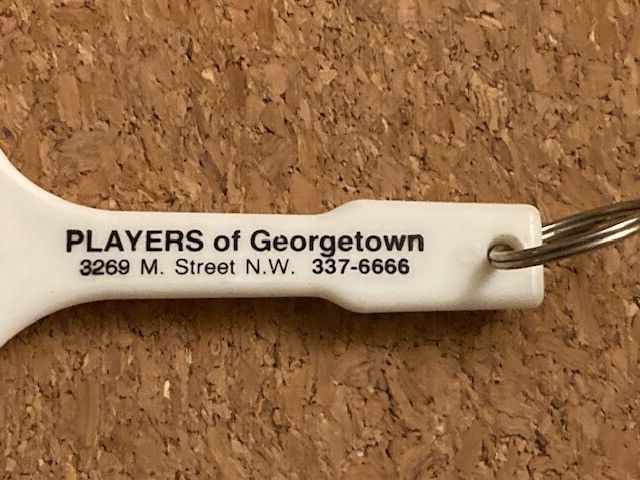 PLAYERS of Georgetown
3269 M. Street N.W. 337-6666